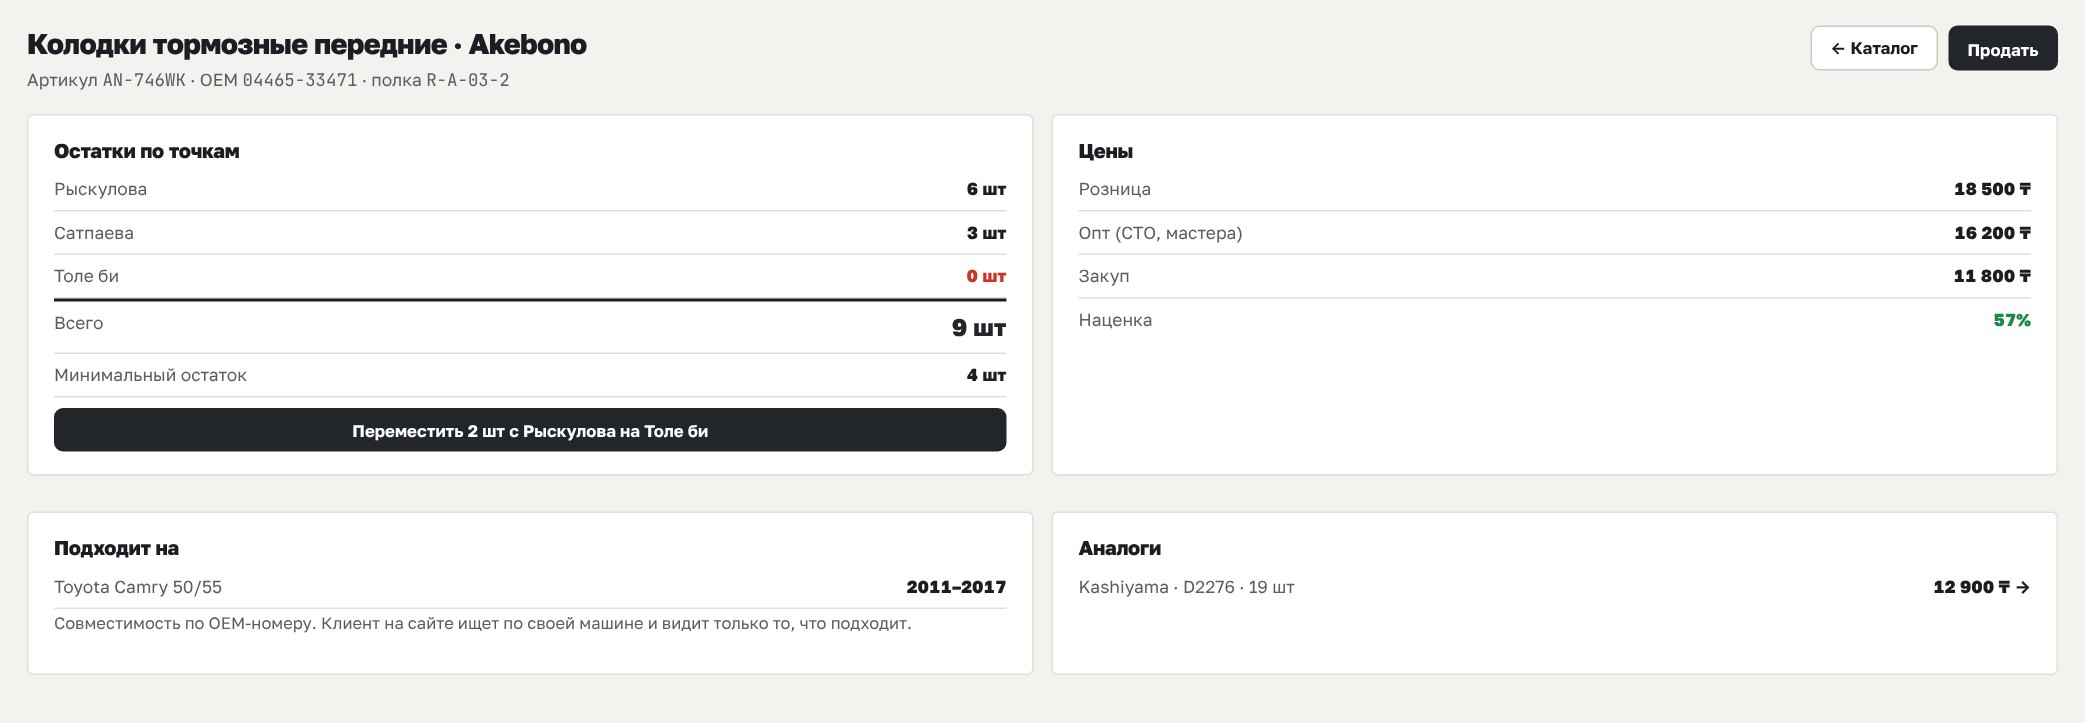 Колодки тормозные передние · Akebono
Артикул AN-746WK · OEM 04465-33471 · полка R-A-03-2
← Каталог
Продать
Остатки по точкам
Рыскулова 6 шт
Сатпаева 3 шт
Толе би 0 шт
Всего 9 шт
Минимальный остаток 4 шт
Переместить 2 шт с Рыскулова на Толе би
Цены
Розница 18 500 ₸
Опт (СТО, мастера) 16 200 ₸
Закуп 11 800 ₸
Наценка 57%
Подходит на
Toyota Camry 50/55 2011–2017
Совместимость по OEM-номеру. Клиент на сайте ищет по своей машине и видит только то, что подходит.
Аналоги
Kashiyama · D2276 · 19 шт 12 900 ₸ →